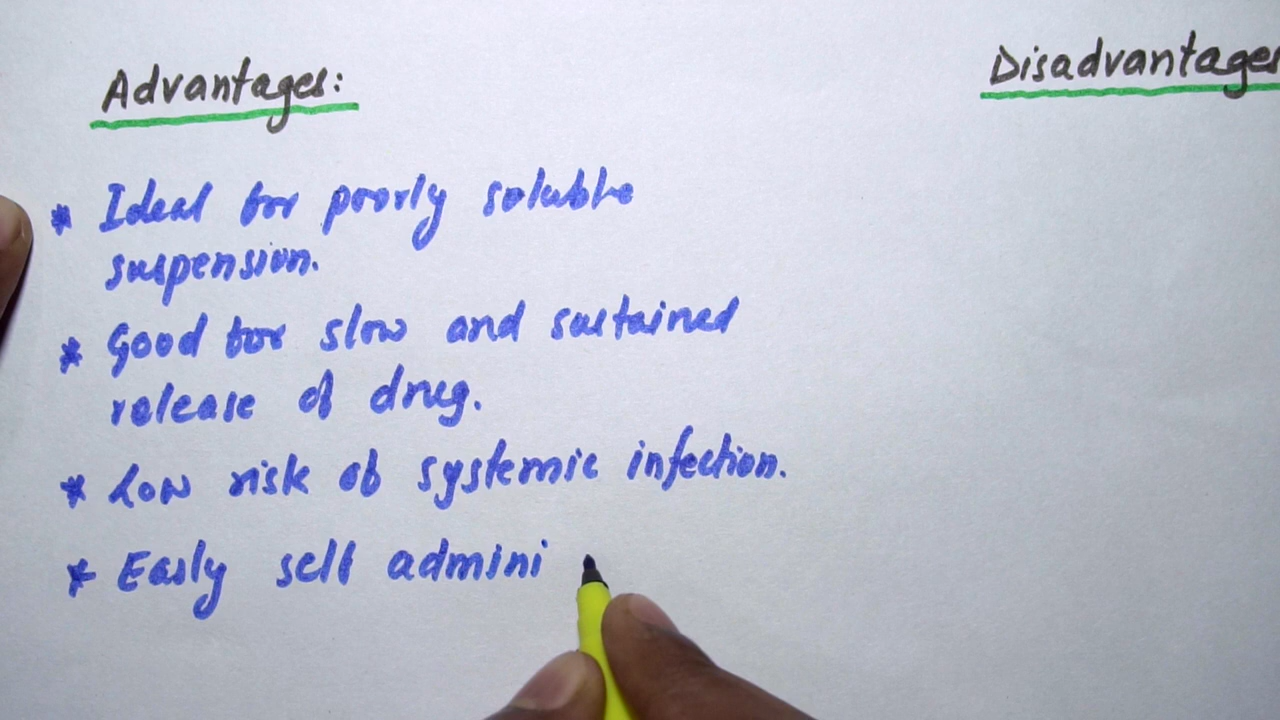 Advantages:
Disadvantages
* Ideal for poorly soluble
suspension.
* Good for slow and sustained
release of drug.
* Low risk of systemic infection.
* Easily self admini